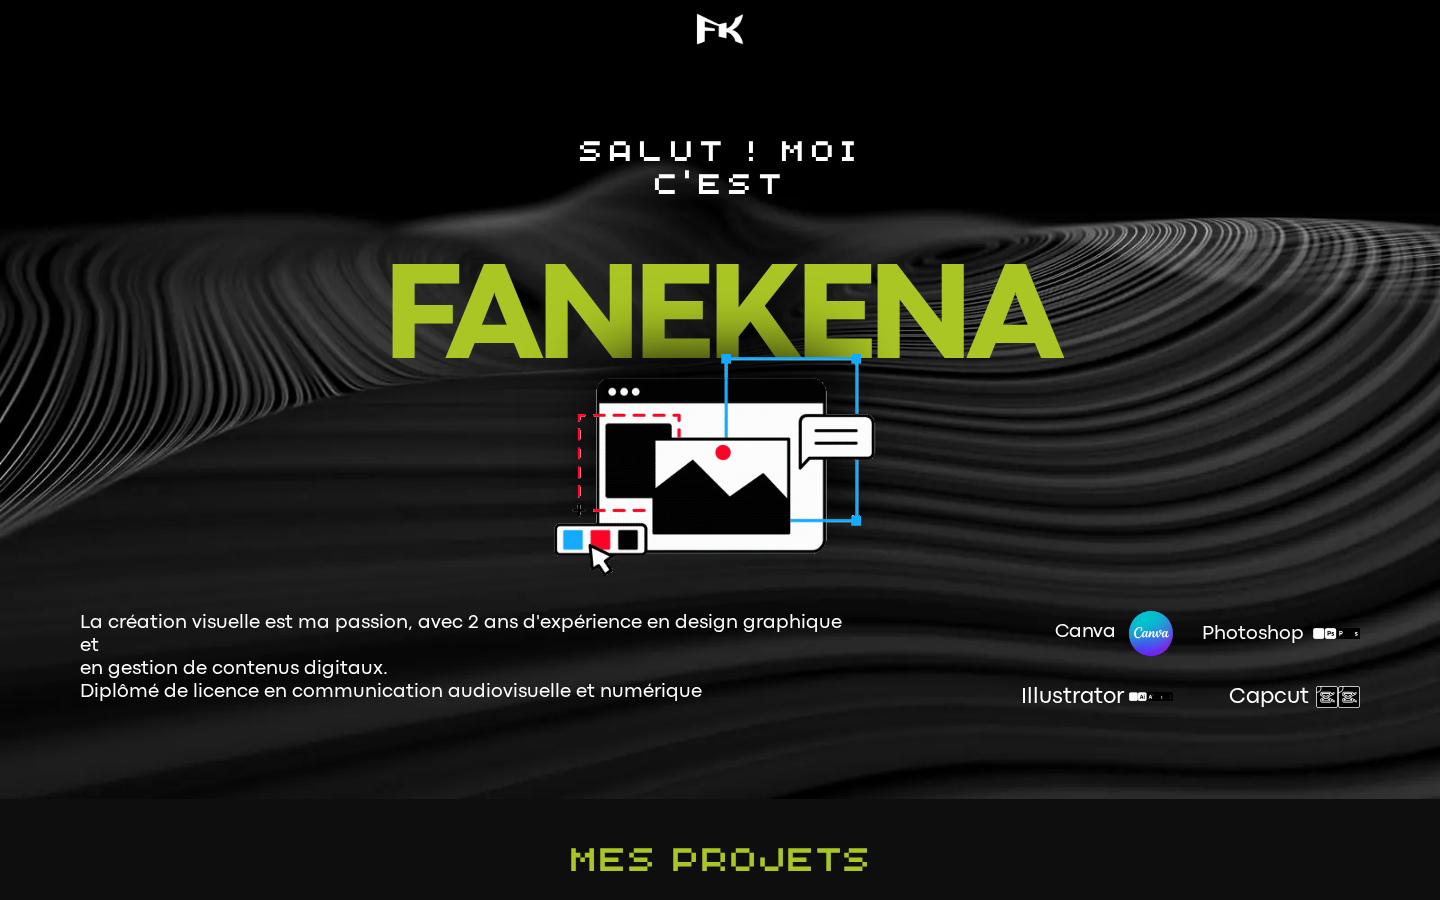 FK
SALUT ! MOI
C'EST
FANEKENA
La création visuelle est ma passion, avec 2 ans d'expérience en design graphique
et
en gestion de contenus digitaux.
Diplômé de licence en communication audiovisuelle et numérique
Canva
Canva
Photoshop
Illustrator
Capcut
MES PROJETS